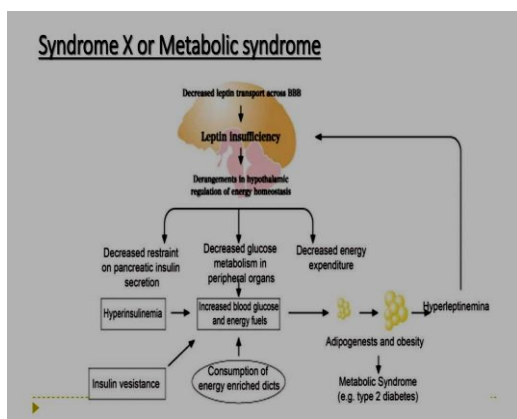 Syndrome X or Metabolic syndrome
Decreased leptin transport across BBB
Leptin insufficiency
Derangements in hypothalamic
regulation of energy homeostasis
Decreased restraint
on pancreatic insulin
secretion
Decreased glucose
metabolism in
peripheral organs
Decreased energy
expenditure
Hyperinsulinemia
Increased blood glucose
and energy fuels
Hyperleptinemina
Adipogenests and obesity
Insulin vesistance
Consumption of
energy enriched dicts
Metabolic Syndrome
(e.g. type 2 diabetes)